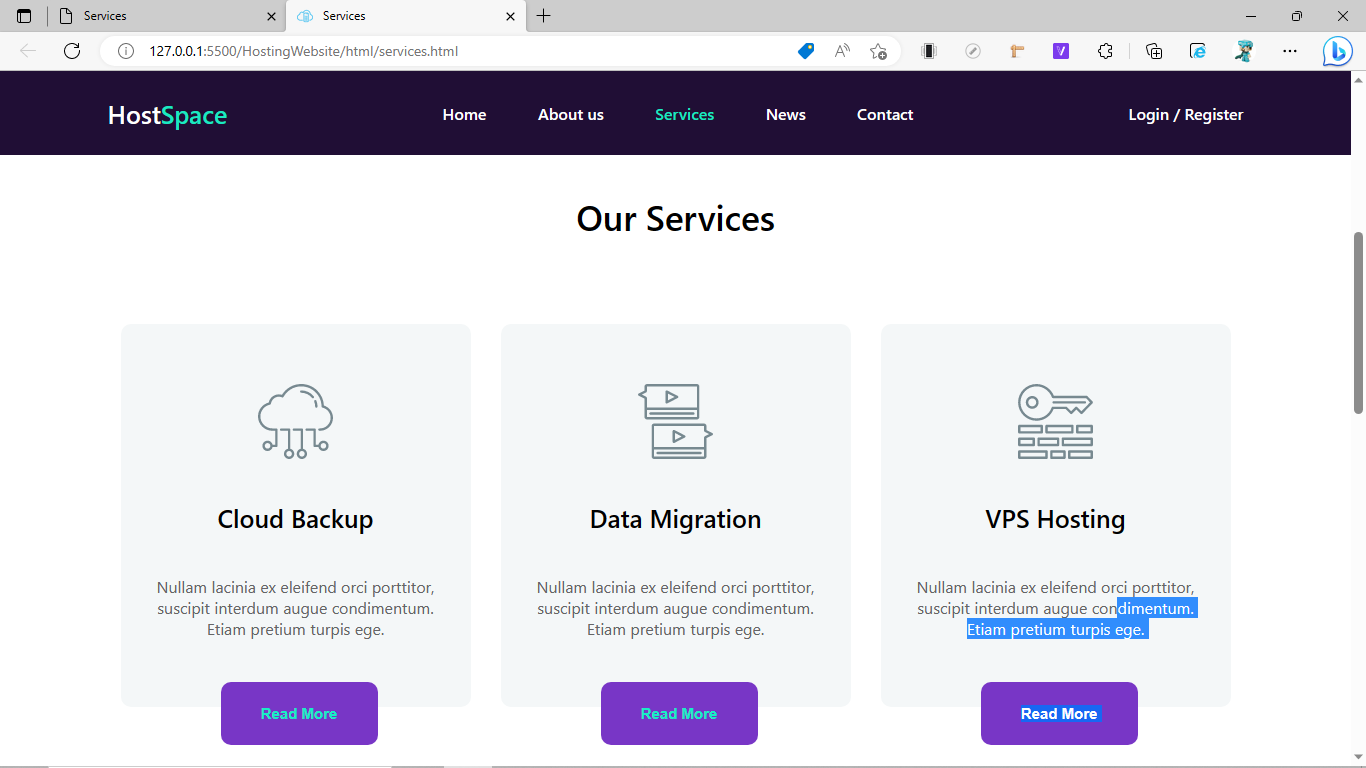 Services
Services
127.0.0.1:5500/HostingWebsite/html/services.html
HostSpace
Home
About us
Services
News
Contact
Login / Register
Our Services
Cloud Backup
Nullam lacinia ex eleifend orci porttitor,
suscipit interdum augue condimentum.
Etiam pretium turpis ege.
Read More
Data Migration
Nullam lacinia ex eleifend orci porttitor,
suscipit interdum augue condimentum.
Etiam pretium turpis ege.
Read More
VPS Hosting
Nullam lacinia ex eleifend orci porttitor,
suscipit interdum augue condimentum.
Etiam pretium turpis ege.
Read More